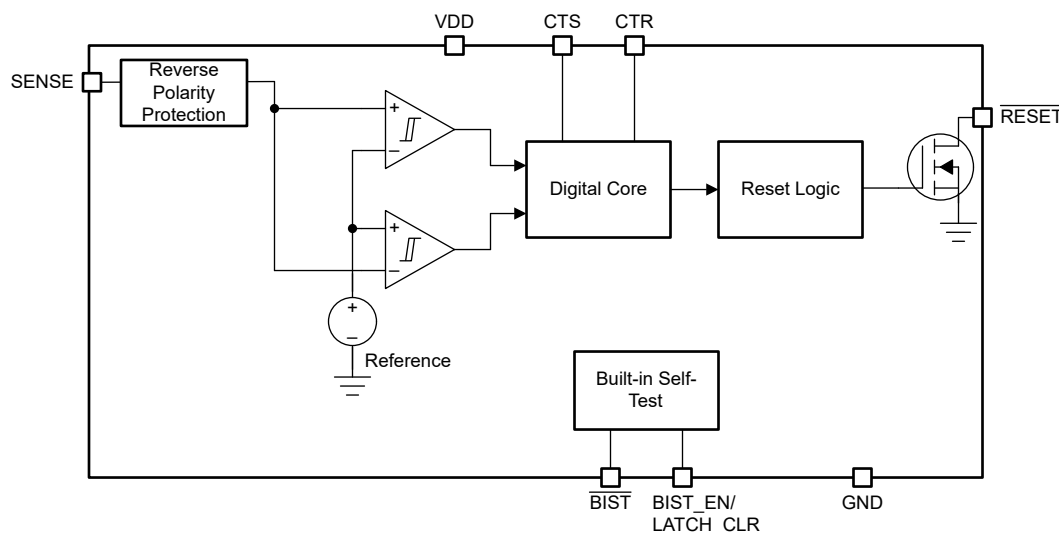 VDD
CTS
CTR
SENSE
Reverse
Polarity
Protection
RESET
+
−
+
−
Digital Core
Reset Logic
+
−
Reference
Built-in Self-
Test
BIST
BIST_EN/
LATCH_CLR
GND